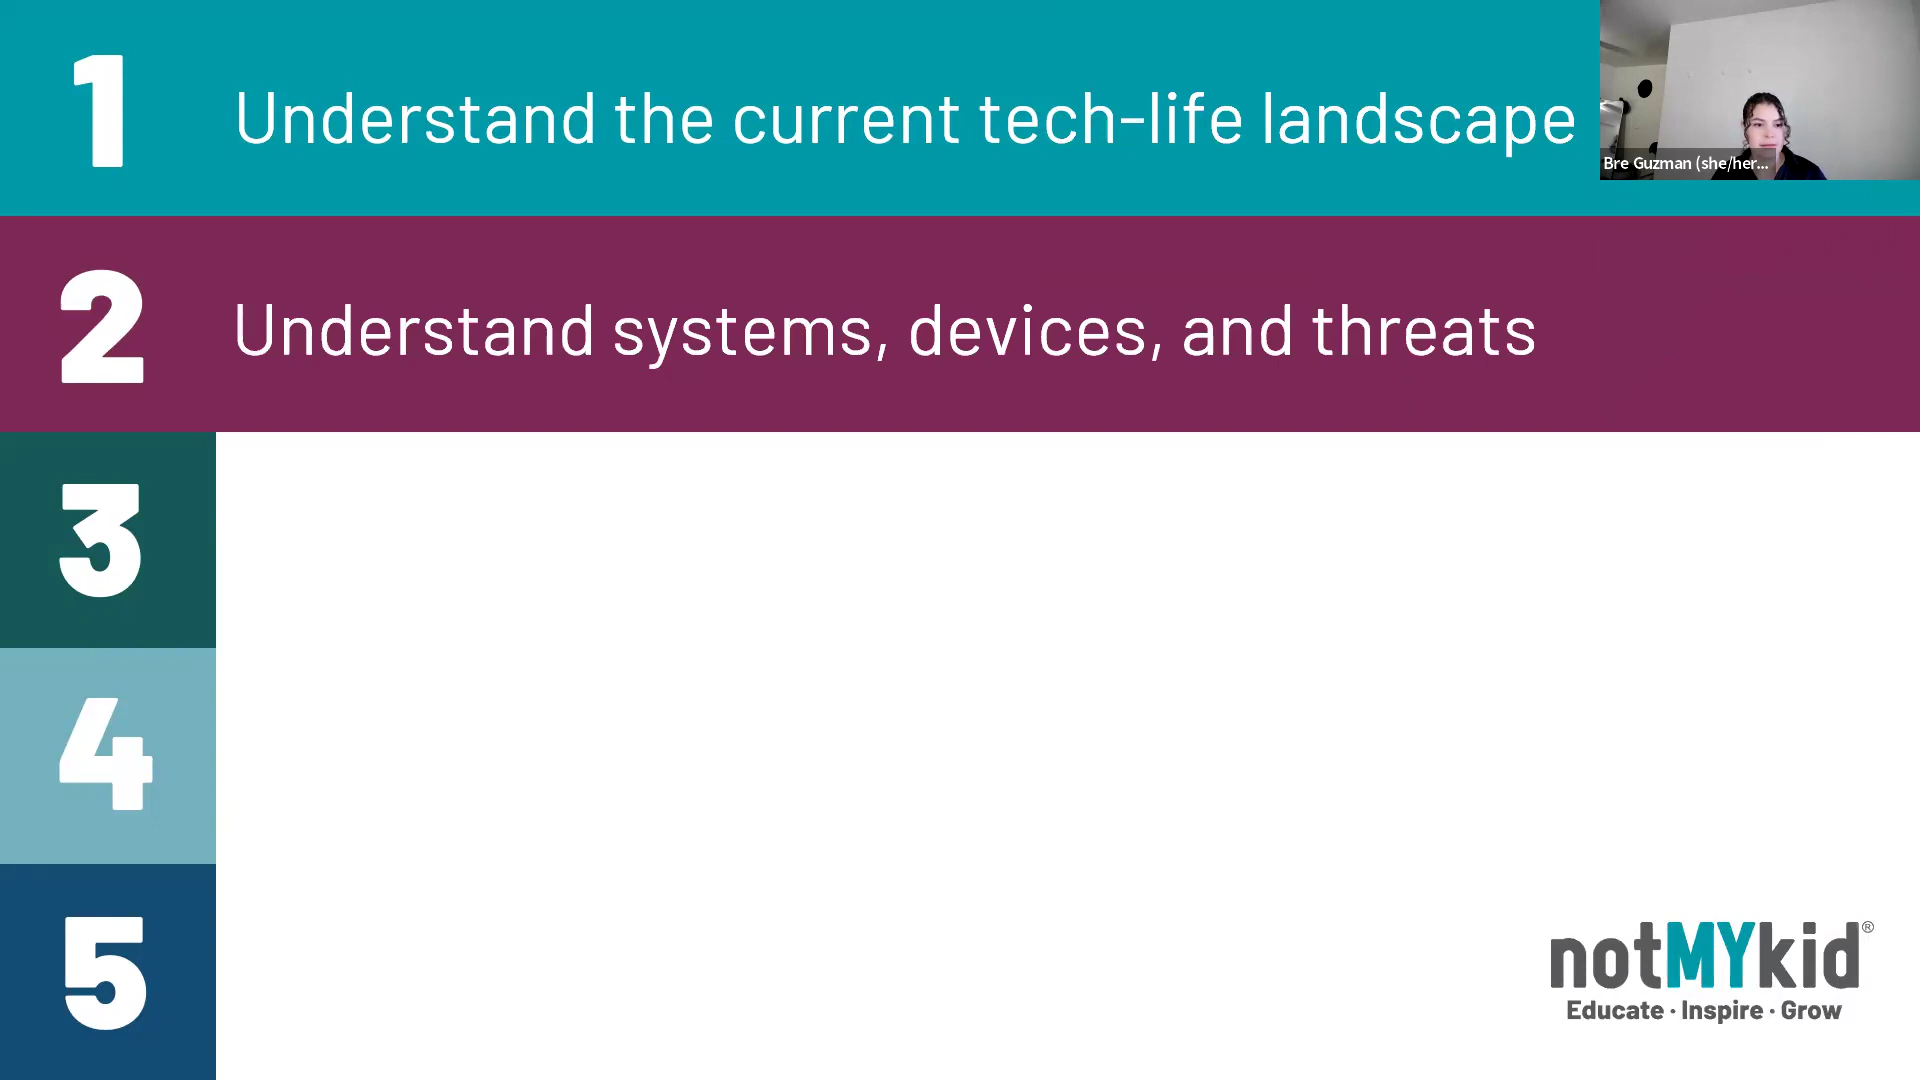 1
Understand the current tech-life landscape
Bre Guzman (she/her...
2
Understand systems, devices, and threats
3
4
5
notMYkid®
Educate · Inspire · Grow